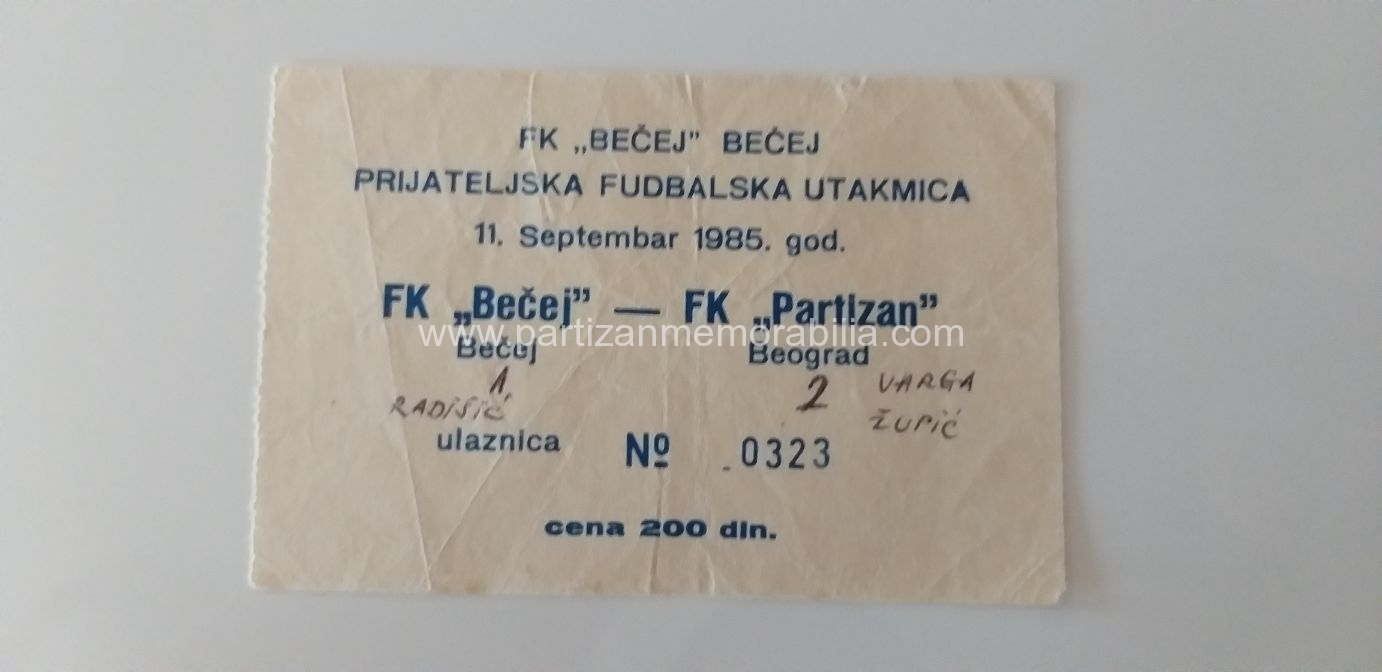 FK „BEČEJ” BEČEJ
PRIJATELJSKA FUDBALSKA UTAKMICA
11. Septembar 1985. god.
FK „Bečej” — FK „Partizan”
www.partizanmemorabilia.com
Bečej Beograd
1 2 VARGA
RADIŠIĆ ŽUPIĆ
ulaznica Nº 0323
cena 200 din.